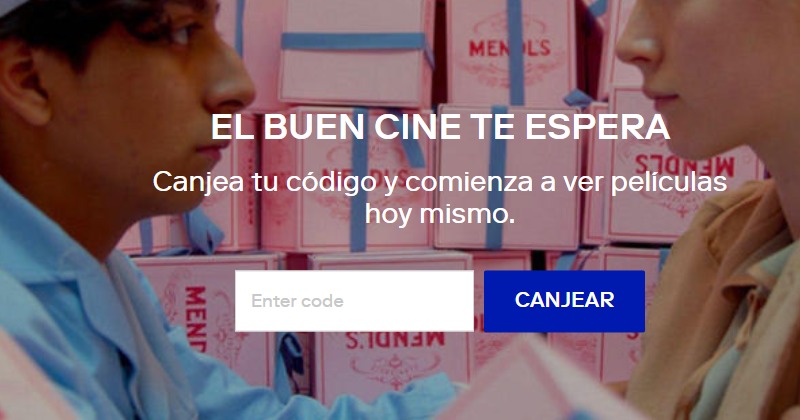 MENDL'S
EL BUEN CINE TE ESPERA
MENDL'S
Canjea tu código y comienza a ver películas
hoy mismo.
Enter code
CANJEAR
MENDL'S